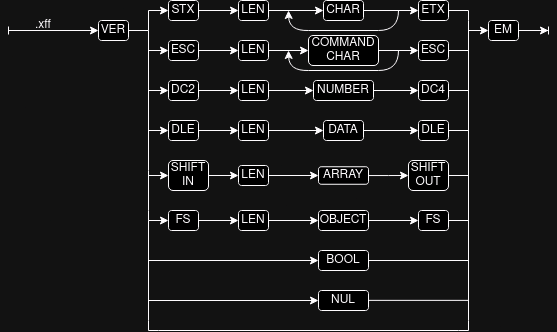 .xff
VER
STX LEN CHAR ETX
EM
ESC LEN COMMAND CHAR ESC
DC2 LEN NUMBER DC4
DLE LEN DATA DLE
SHIFT IN LEN ARRAY SHIFT OUT
FS LEN OBJECT FS
BOOL
NUL